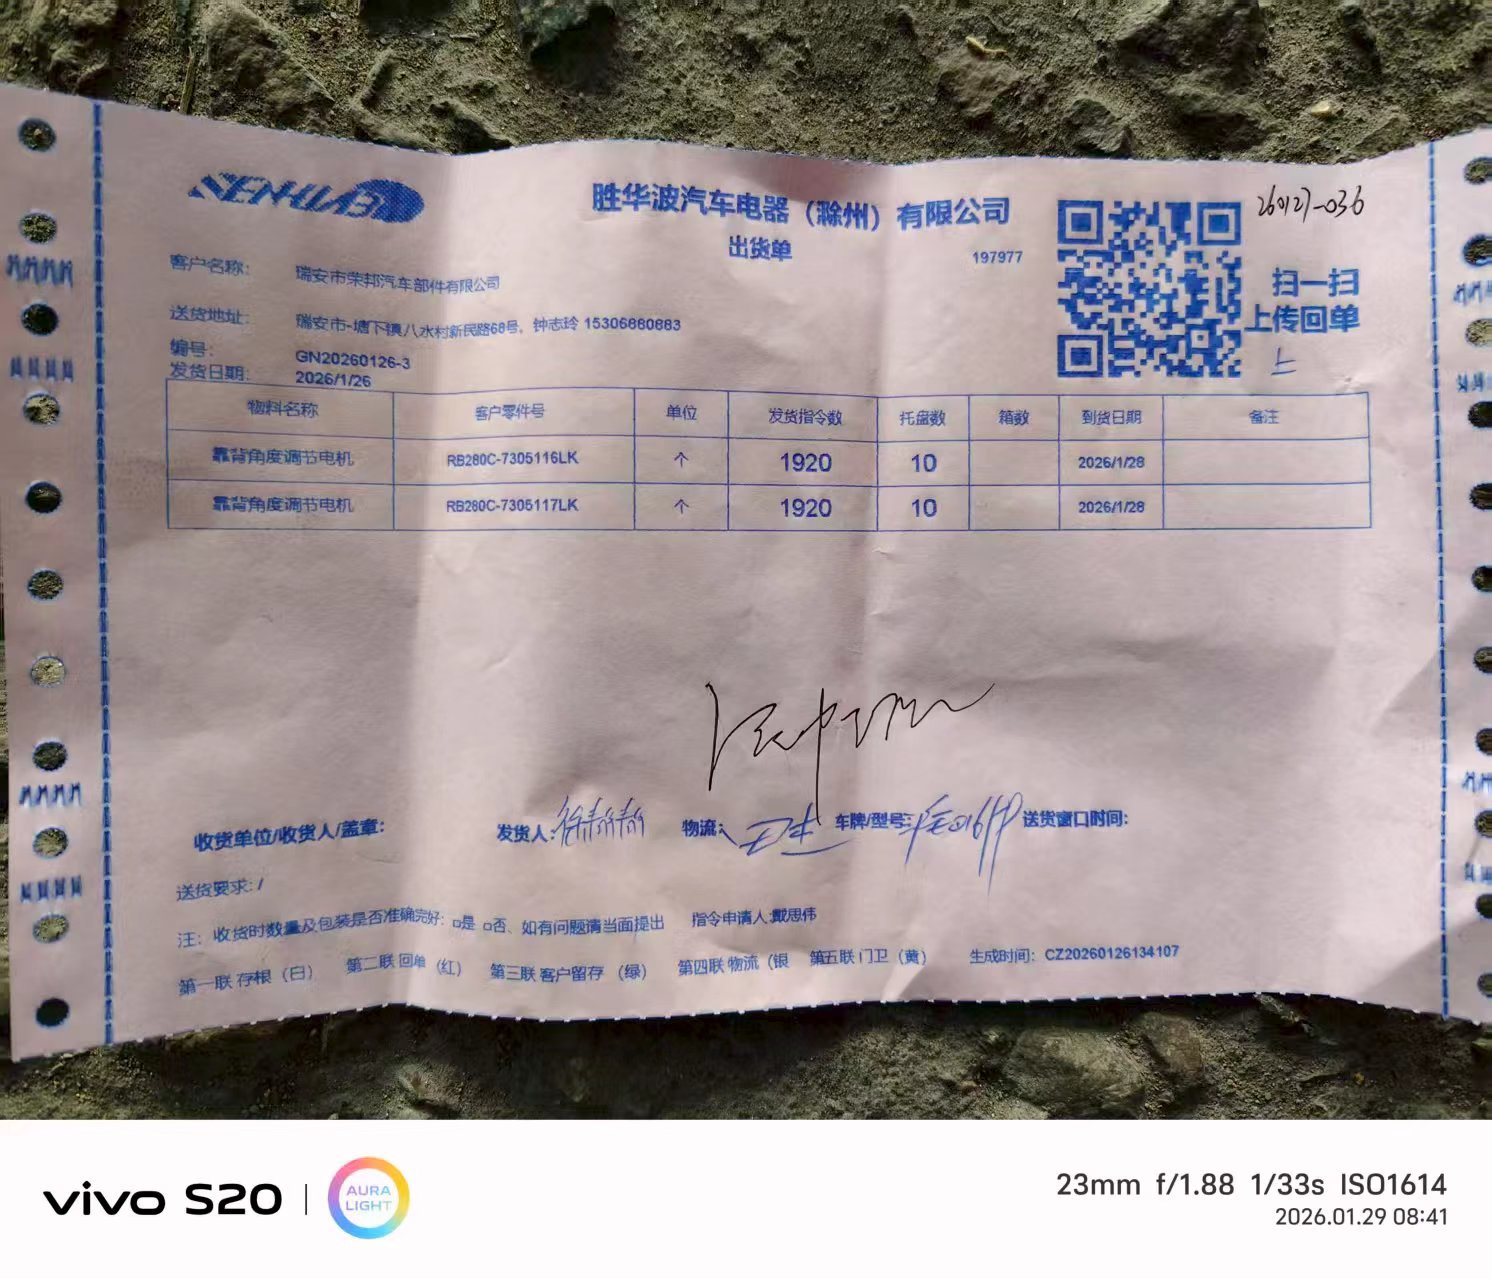 SENHWAB
胜华波汽车电器（滁州）有限公司
出货单
197977
260127-036
扫一扫
上传回单
上
客户名称： 瑞安市荣邦汽车部件有限公司
送货地址： 瑞安市-塘下镇八水村新民路68号，钟志玲 15306880883
编号： GN20260126-3
发货日期： 2026/1/26
物料名称 客户零件号 单位 发货指令数 托盘数 箱数 到货日期 备注
靠背角度调节电机 RB280C-7305116LK 个 1920 10 2026/1/28
靠背角度调节电机 RB280C-7305117LK 个 1920 10 2026/1/28
收货单位/收货人/盖章： 发货人：徐静静 物流： 车牌/型号： 送货窗口时间：
送货要求：/
注：收货时数量及包装是否准确完好：□是 □否、如有问题请当面提出 指令申请人:戴思伟
第一联 存根（白） 第二联 回单（红） 第三联 客户留存（绿） 第四联 物流（银 第五联 门卫（黄） 生成时间：CZ20260126134107
vivo S20
AURA
LIGHT
23mm f/1.88 1/33s ISO1614
2026.01.29 08:41